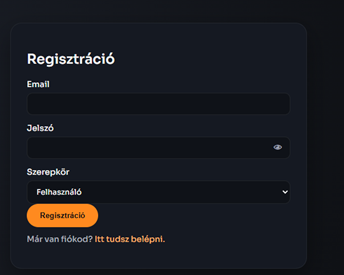 Regisztráció
Email
Jelszó
Szerepkör
Felhasználó
Regisztráció
Már van fiókod? Itt tudsz belépni.